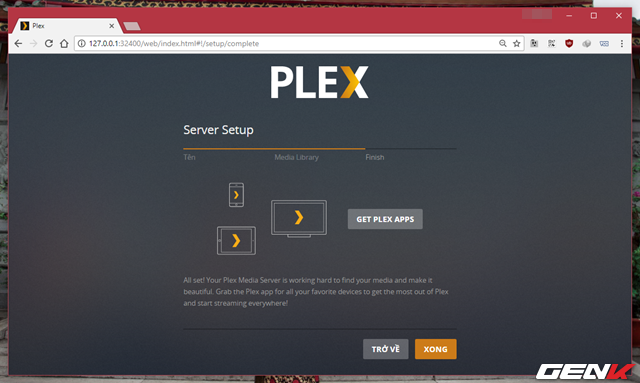 Plex
127.0.0.1:32400/web/index.html#!/setup/complete
PLEX
Server Setup
Tên
Media Library
Finish
GET PLEX APPS
All set! Your Plex Media Server is working hard to find your media and make it
beautiful. Grab the Plex app for all your favorite devices to get the most out of Plex
and start streaming everywhere!
TRỞ VỀ
XONG
GENK